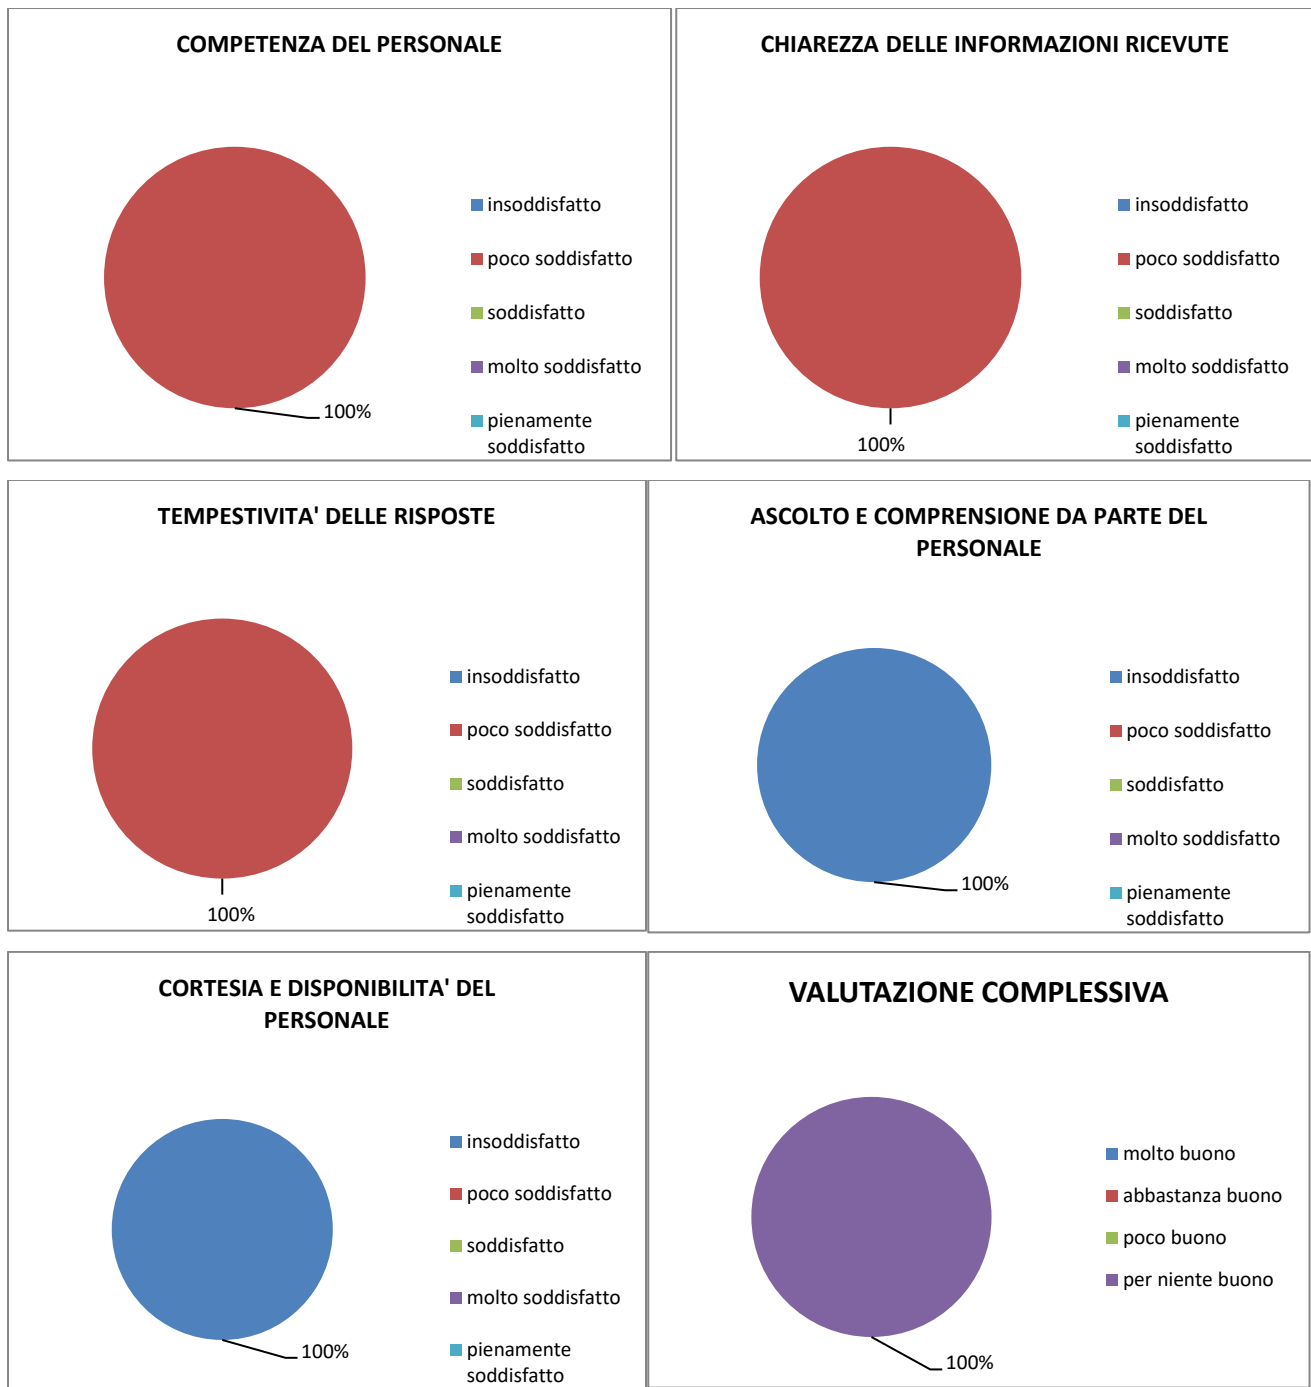 COMPETENZA DEL PERSONALE
insoddisfatto
poco soddisfatto
soddisfatto
molto soddisfatto
pienamente
soddisfatto
100%
CHIAREZZA DELLE INFORMAZIONI RICEVUTE
insoddisfatto
poco soddisfatto
soddisfatto
molto soddisfatto
pienamente
soddisfatto
100%
TEMPESTIVITA' DELLE RISPOSTE
insoddisfatto
poco soddisfatto
soddisfatto
molto soddisfatto
pienamente
soddisfatto
100%
ASCOLTO E COMPRENSIONE DA PARTE DEL
PERSONALE
insoddisfatto
poco soddisfatto
soddisfatto
molto soddisfatto
pienamente
soddisfatto
100%
CORTESIA E DISPONIBILITA' DEL
PERSONALE
insoddisfatto
poco soddisfatto
soddisfatto
molto soddisfatto
pienamente
soddisfatto
100%
VALUTAZIONE COMPLESSIVA
molto buono
abbastanza buono
poco buono
per niente buono
100%